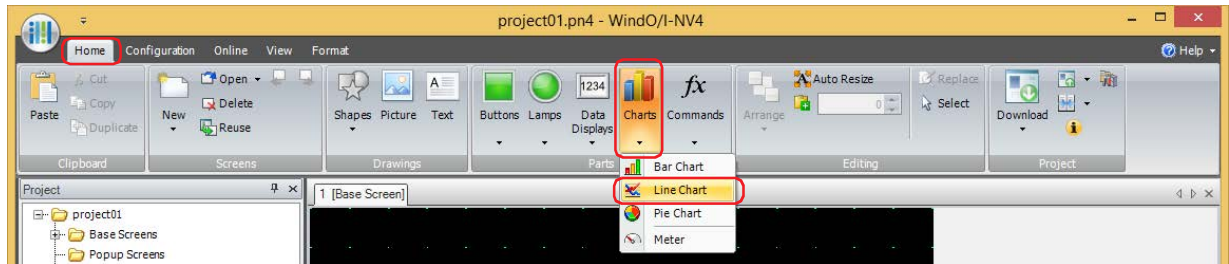 project01.pn4 - WindO/I-NV4
Home Configuration Online View Format Help
Cut Open Auto Resize Replace
Copy Delete 0 Select
Paste Duplicate New Reuse Shapes Picture Text Buttons Lamps 1234 Data Displays Charts fx Commands Arrange Download
Clipboard Screens Drawings Parts Editing Project
Bar Chart
Line Chart
Pie Chart
Meter
Project
1 [Base Screen]
project01
Base Screens
Popup Screens